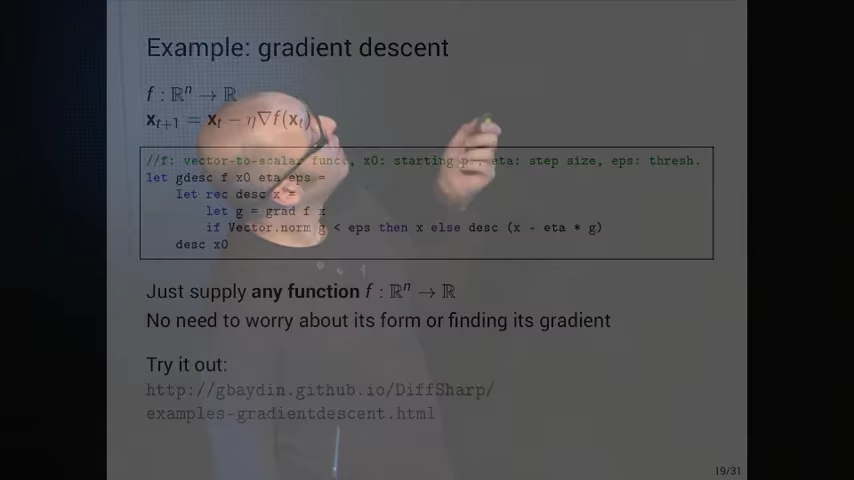 Example: gradient descent
f : ℝⁿ → ℝ
𝐱ₜ₊₁ = 𝐱ₜ − η∇f(𝐱ₜ)
//f: vector-to-scalar func., x0: starting p., eta: step size, eps: thresh.
let gdesc f x0 eta eps =
let rec desc x =
let g = grad f x
if Vector.norm g < eps then x else desc (x - eta * g)
desc x0
Just supply any function f : ℝⁿ → ℝ
No need to worry about its form or finding its gradient
Try it out:
http://gbaydin.github.io/DiffSharp/
examples-gradientdescent.html
19/31